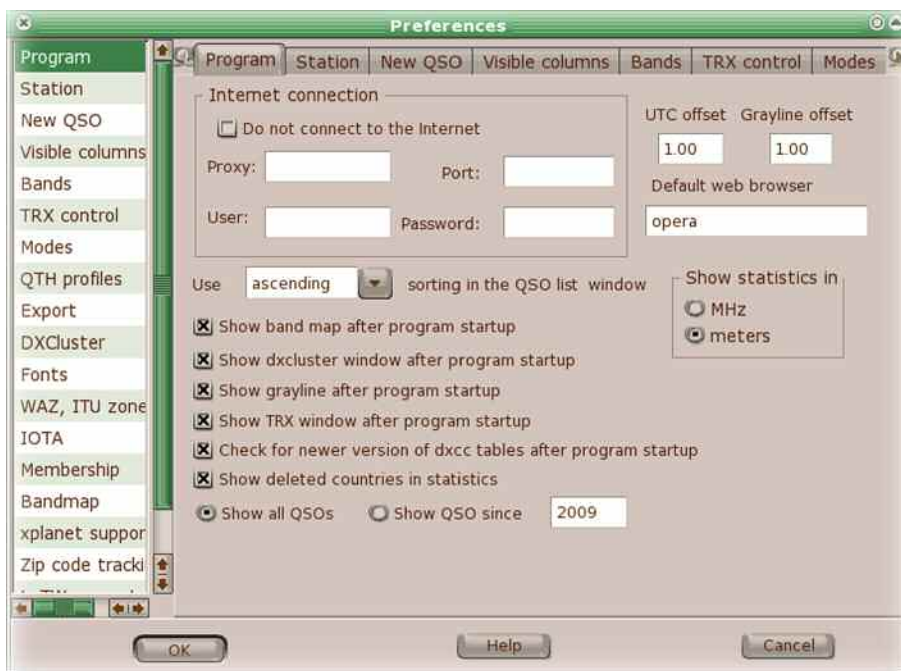 Preferences
Program
Station
New QSO
Visible columns
Bands
TRX control
Modes
QTH profiles
Export
DXCluster
Fonts
WAZ, ITU zone
IOTA
Membership
Bandmap
xplanet suppor
Zip code tracki
Program Station New QSO Visible columns Bands TRX control Modes
Internet connection
Do not connect to the Internet
Proxy:
Port:
User:
Password:
UTC offset Grayline offset
1.00 1.00
Default web browser
opera
Use ascending sorting in the QSO list window
Show statistics in
MHz
meters
Show band map after program startup
Show dxcluster window after program startup
Show grayline after program startup
Show TRX window after program startup
Check for newer version of dxcc tables after program startup
Show deleted countries in statistics
Show all QSOs Show QSO since 2009
OK Help Cancel